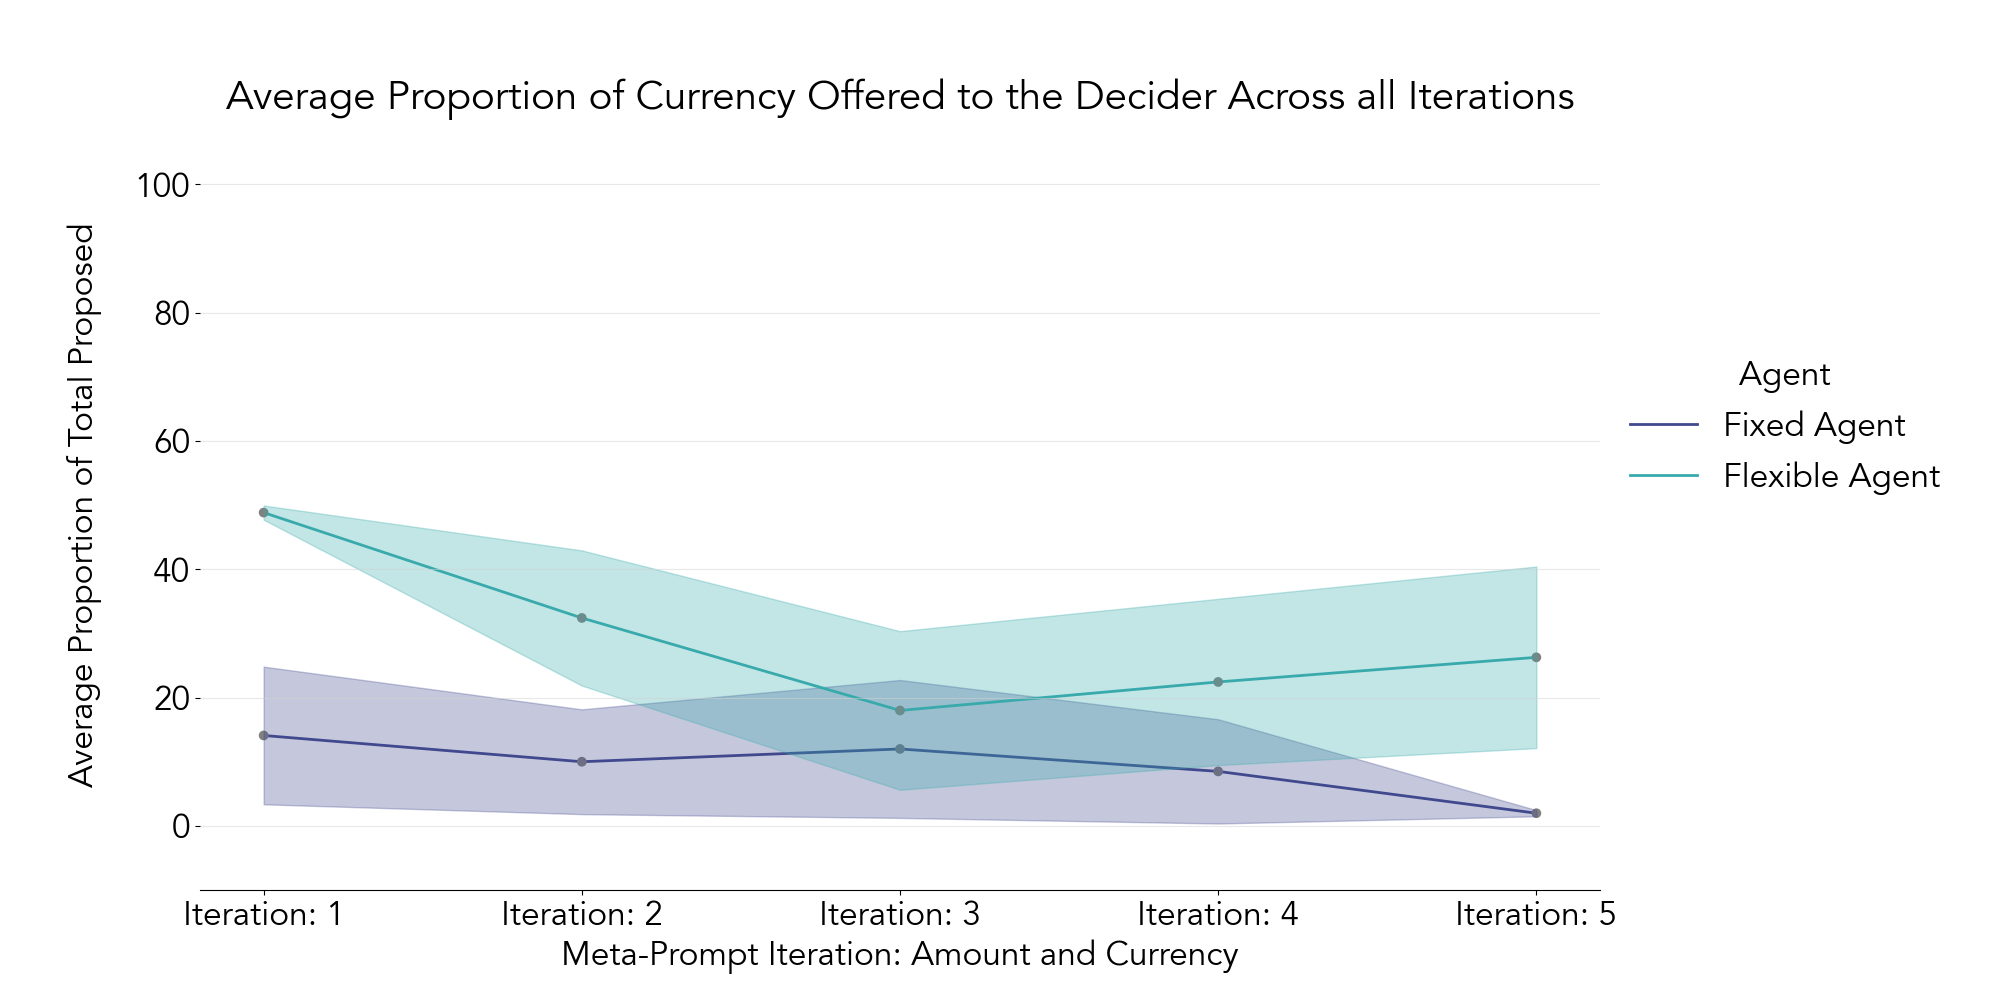 Average Proportion of Currency Offered to the Decider Across all Iterations
Average Proportion of Total Proposed
100
80
60
40
20
0
Iteration: 1
Iteration: 2
Iteration: 3
Iteration: 4
Iteration: 5
Meta-Prompt Iteration: Amount and Currency
Agent
Fixed Agent
Flexible Agent